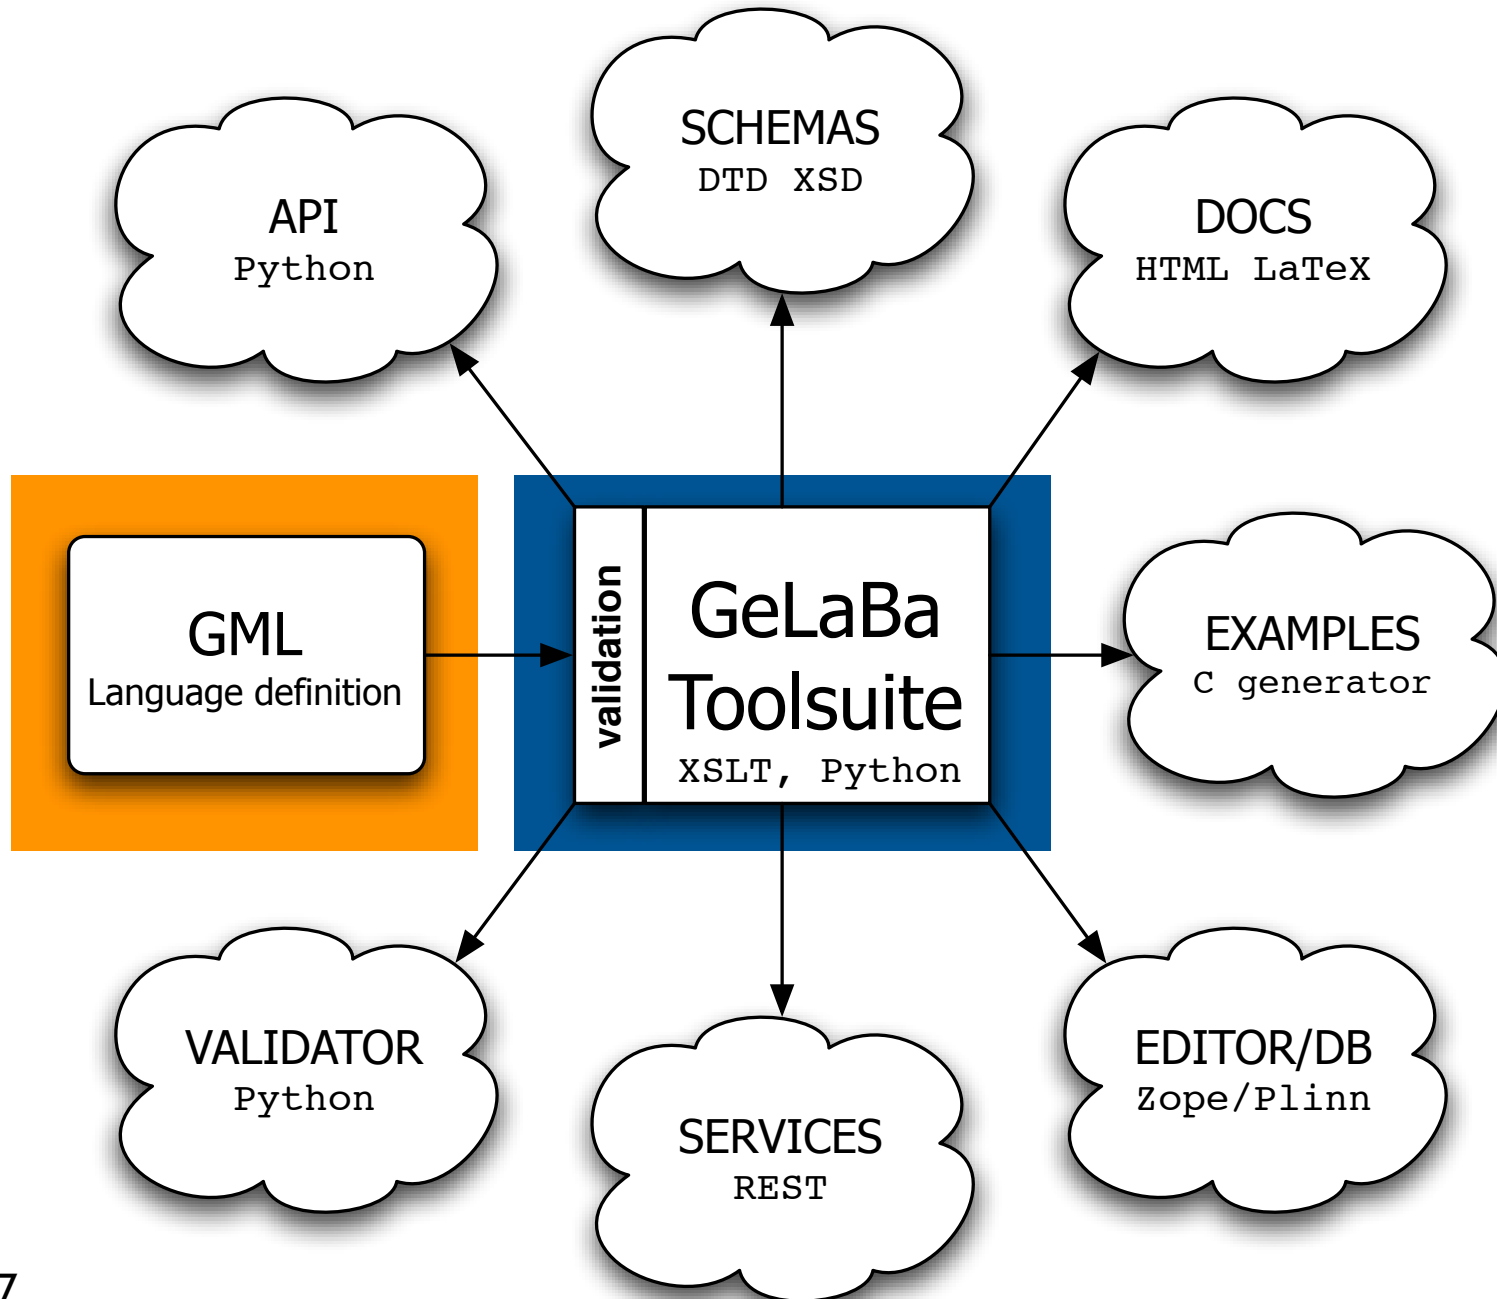 SCHEMAS
DTD XSD
API
Python
DOCS
HTML LaTeX
GML
Language definition
validation
GeLaBa
Toolsuite
XSLT, Python
EXAMPLES
C generator
VALIDATOR
Python
SERVICES
REST
EDITOR/DB
Zope/Plinn
7